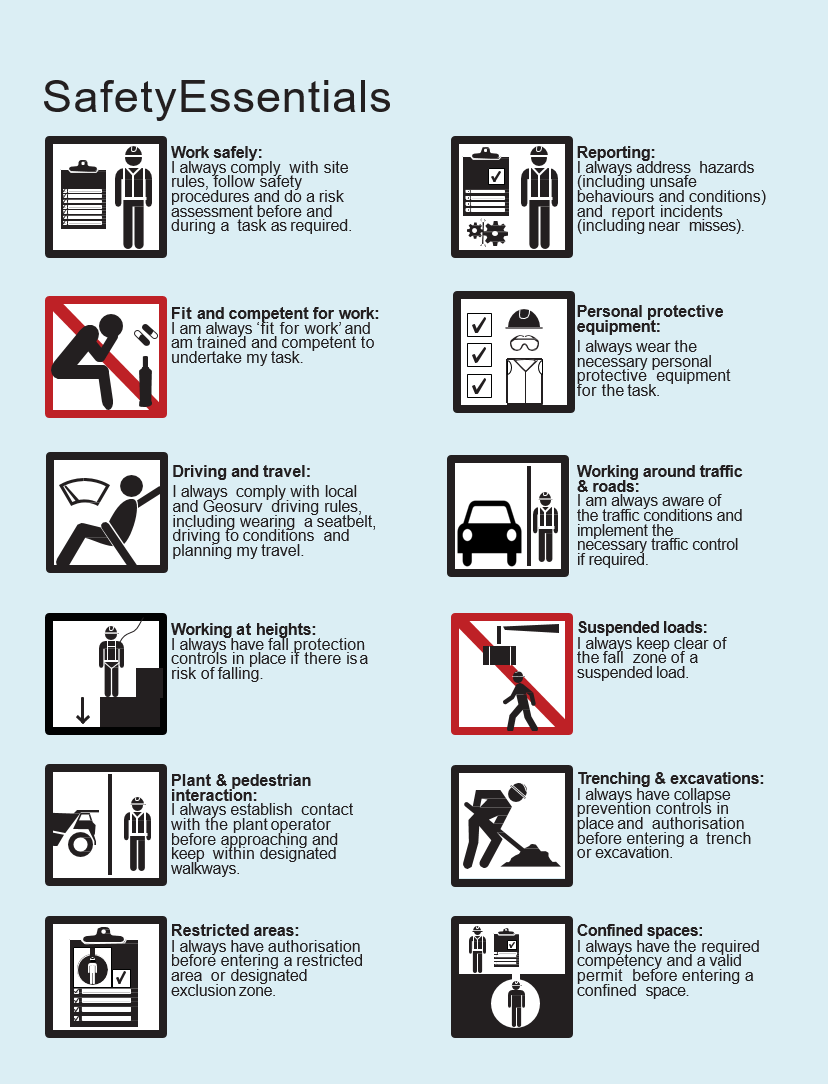 SafetyEssentials
Work safely:
I always comply with site
rules, follow safety
procedures and do a risk
assessment before and
during a task as required.
Reporting:
I always address hazards
(including unsafe
behaviours and conditions)
and report incidents
(including near misses).
Fit and competent for work:
I am always ‘fit for work’ and
am trained and competent to
undertake my task.
Personal protective
equipment:
I always wear the
necessary personal
protective equipment
for the task.
Driving and travel:
I always comply with local
and Geosurv driving rules,
including wearing a seatbelt,
driving to conditions and
planning my travel.
Working around traffic
& roads:
I am always aware of
the traffic conditions and
implement the
necessary traffic control
if required.
Working at heights:
I always have fall protection
controls in place if there is a
risk of falling.
Suspended loads:
I always keep clear of
the fall zone of a
suspended load.
Plant & pedestrian
interaction:
I always establish contact
with the plant operator
before approaching and
keep within designated
walkways.
Trenching & excavations:
I always have collapse
prevention controls in
place and authorisation
before entering a trench
or excavation.
Restricted areas:
I always have authorisation
before entering a restricted
area or designated
exclusion zone.
Confined spaces:
I always have the required
competency and a valid
permit before entering a
confined space.